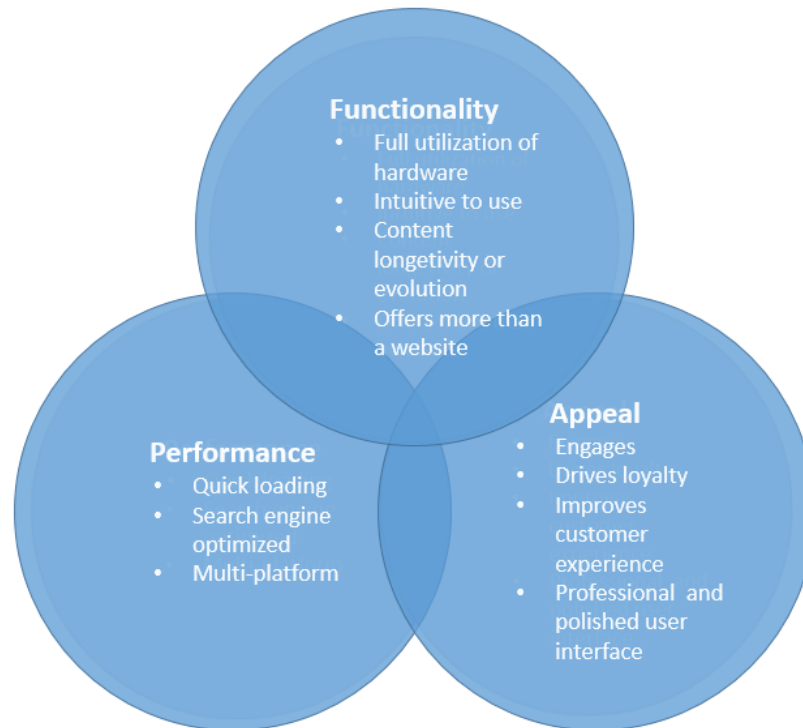 Functionality
• Full utilization of
hardware
• Intuitive to use
• Content
longetivity or
evolution
• Offers more than
a website
Performance
• Quick loading
• Search engine
optimized
• Multi-platform
Appeal
• Engages
• Drives loyalty
• Improves
customer
experience
• Professional and
polished user
interface